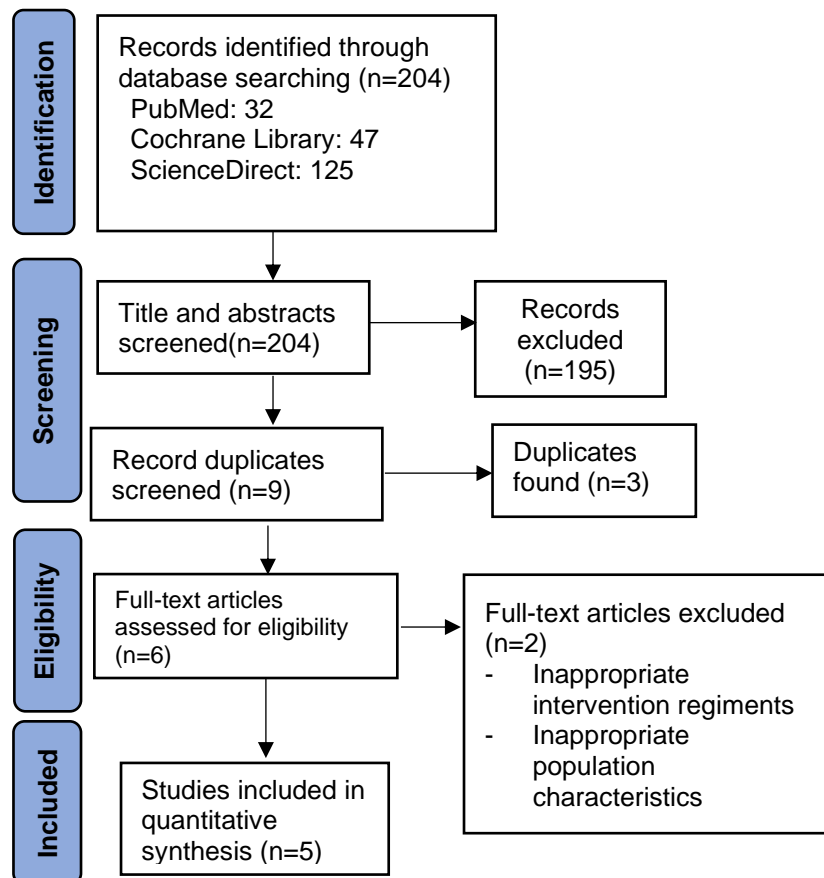 Identification
Records identified through
database searching (n=204)
PubMed: 32
Cochrane Library: 47
ScienceDirect: 125
Screening
Title and abstracts
screened(n=204)
Records
excluded
(n=195)
Record duplicates
screened (n=9)
Duplicates
found (n=3)
Eligibility
Full-text articles
assessed for eligibility
(n=6)
Full-text articles excluded
(n=2)
- Inappropriate
intervention regiments
- Inappropriate
population
characteristics
Included
Studies included in
quantitative
synthesis (n=5)